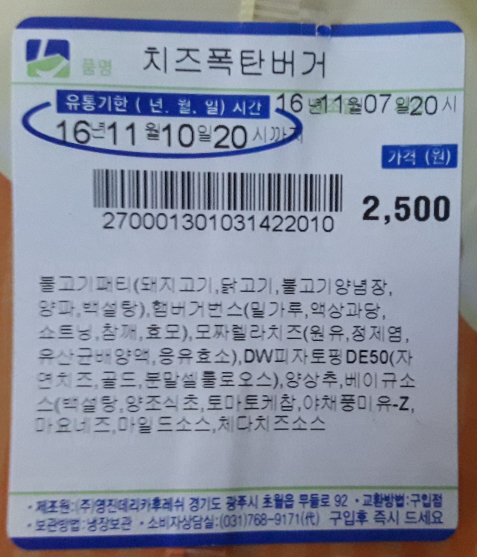 품명 치즈폭탄버거
유통기한 ( 년. 월, 일) 시간 16년11월07일20시
16년11월10일20시까지
가격 (원)
2,500
270001301031422010
불고기패티(돼지고기,닭고기,불고기양념장,
양파,백설탕),햄버거번스(밀가루,액상과당,
쇼트닝,참깨,효모),모짜렐라치즈(원유,정제염,
유산균배양액,응유효소),DW피자토핑DE50(자
연치즈,골드,분말셀룰로오스),양상추,베이규소
스(백설탕,양조식초,토마토케찹,야채풍미유-Z,
마요네즈,마일드소스,체다치즈소스
• 제조원:(주)영진데리카후레쉬 경기도 광주시 초월읍 무들로 92 • 교환방법:구입점
• 보관방법:냉장보관 • 소비자상담실:(031)768-9171(代) 구입후 즉시 드세요